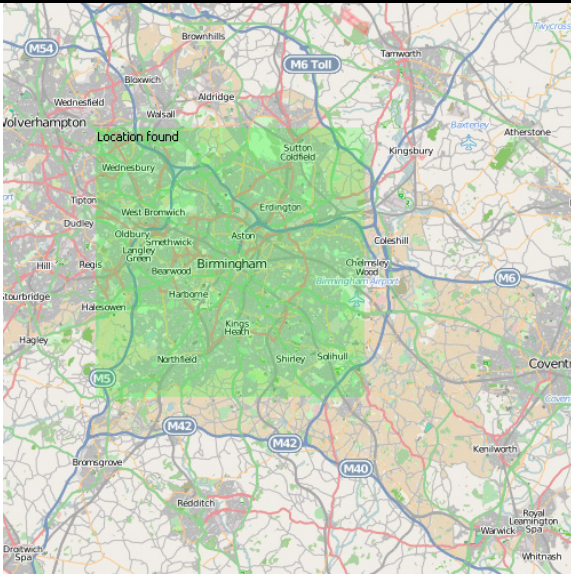 Twycross
Brownhills
M54
Tamworth
M6 Toll
Bloxwich
Aldridge
Wednesfield
Walsall
Wolverhampton
Baxterley
Atherstone
Location found
Sutton
Coldfield
Kingsbury
Wednesbury
Tipton
West Bromwich
Erdington
Dudley
Oldbury
Smethwick
Aston
Coleshill
Langley
Green
Hill
Regis
Bearwood
Birmingham
Chelmsley
Wood
M6
Birmingham Airport
Stourbridge
Harborne
Halesowen
Kings
Heath
Hagley
Northfield
Shirley
Solihull
Coventr
M5
Coven
M42
M42
Kenilworth
Bromsgrove
M40
Redditch
Royal
Leamington
Spa
Warwick
Droitwich
Spa
Whitnash